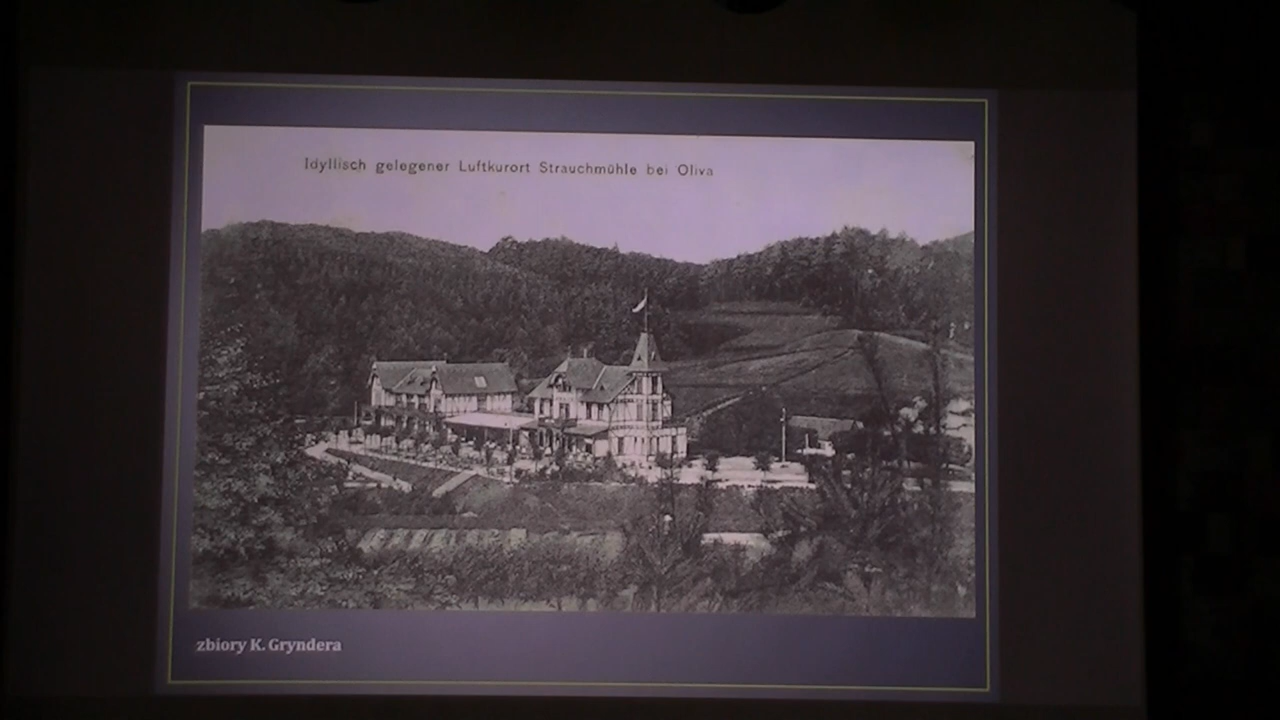 Idyllisch gelegener Luftkurort Strauchmühle bei Oliva
zbiory K. Gryndera